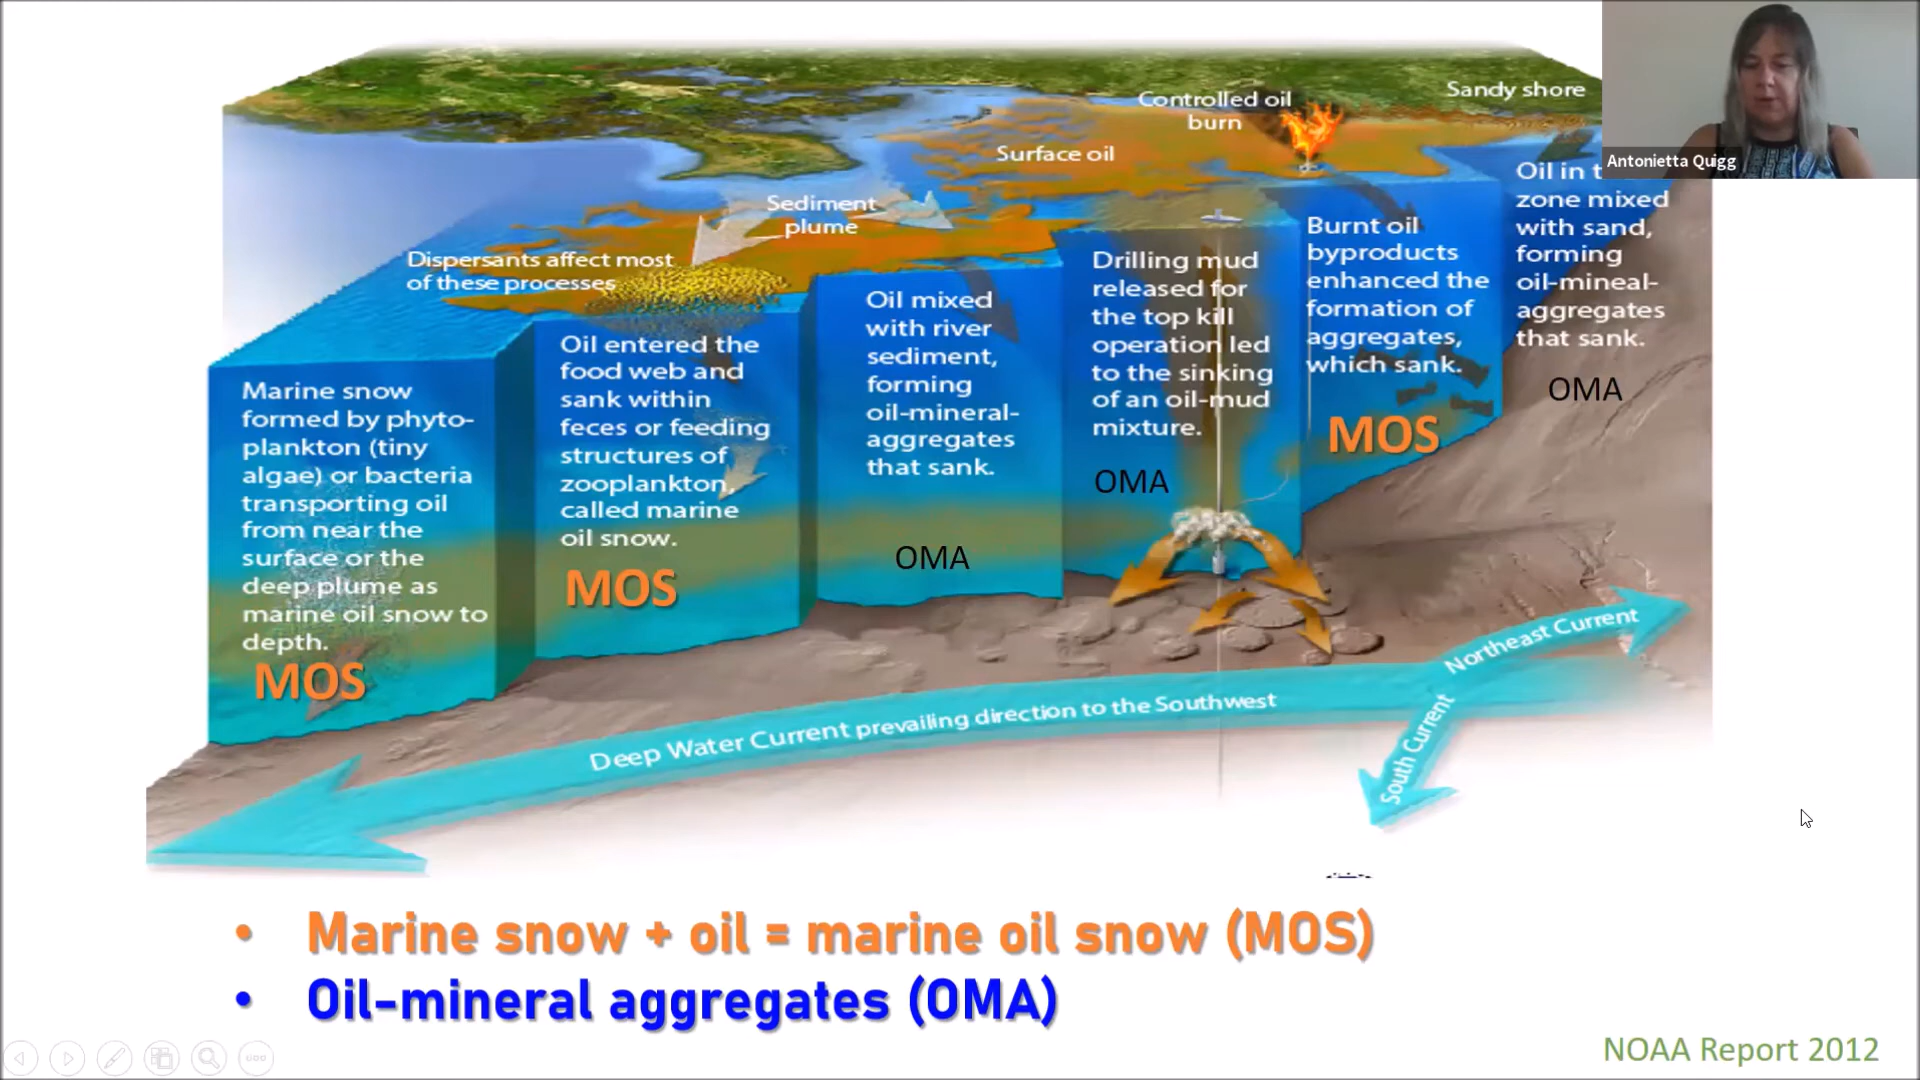 Antonietta Quigg
Controlled oil
burn
Sandy shore
Surface oil
Sediment
plume
Dispersants affect most
of these processes
Marine snow
formed by phyto-
plankton (tiny
algae) or bacteria
transporting oil
from near the
surface or the
deep plume as
marine oil snow to
depth.
MOS
Oil entered the
food web and
sank within
feces or feeding
structures of
zooplankton,
called marine
oil snow.
MOS
Oil mixed
with river
sediment,
forming
oil-mineral-
aggregates
that sank.
OMA
Drilling mud
released for
the top kill
operation led
to the sinking
of an oil-mud
mixture.
OMA
Burnt oil
byproducts
enhanced the
formation of
aggregates,
which sank.
MOS
Oil in t
zone mixed
with sand,
forming
oil-mineal-
aggregates
that sank.
OMA
Deep Water Current prevailing direction to the Southwest
Northeast Current
South Current
• Marine snow + oil = marine oil snow (MOS)
• Oil-mineral aggregates (OMA)
NOAA Report 2012